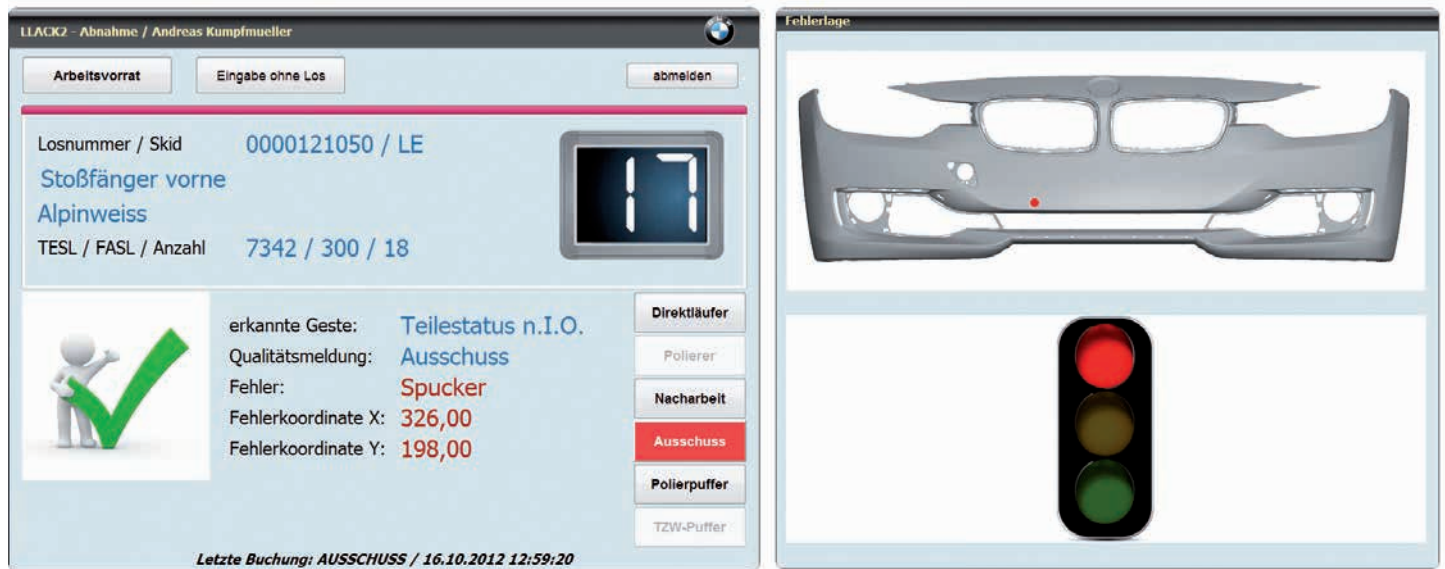 LLACK2 - Abnahme / Andreas Kumpfmueller
Arbeitsvorrat
Eingabe ohne Los
abmelden
Losnummer / Skid 0000121050 / LE
Stoßfänger vorne
Alpinweiss
TESL / FASL / Anzahl 7342 / 300 / 18
17
erkannte Geste: Teilestatus n.I.O.
Qualitätsmeldung: Ausschuss
Fehler: Spucker
Fehlerkoordinate X: 326,00
Fehlerkoordinate Y: 198,00
Direktläufer
Polierer
Nacharbeit
Ausschuss
Polierpuffer
TZW-Puffer
Letzte Buchung: AUSSCHUSS / 16.10.2012 12:59:20
Fehlerlage